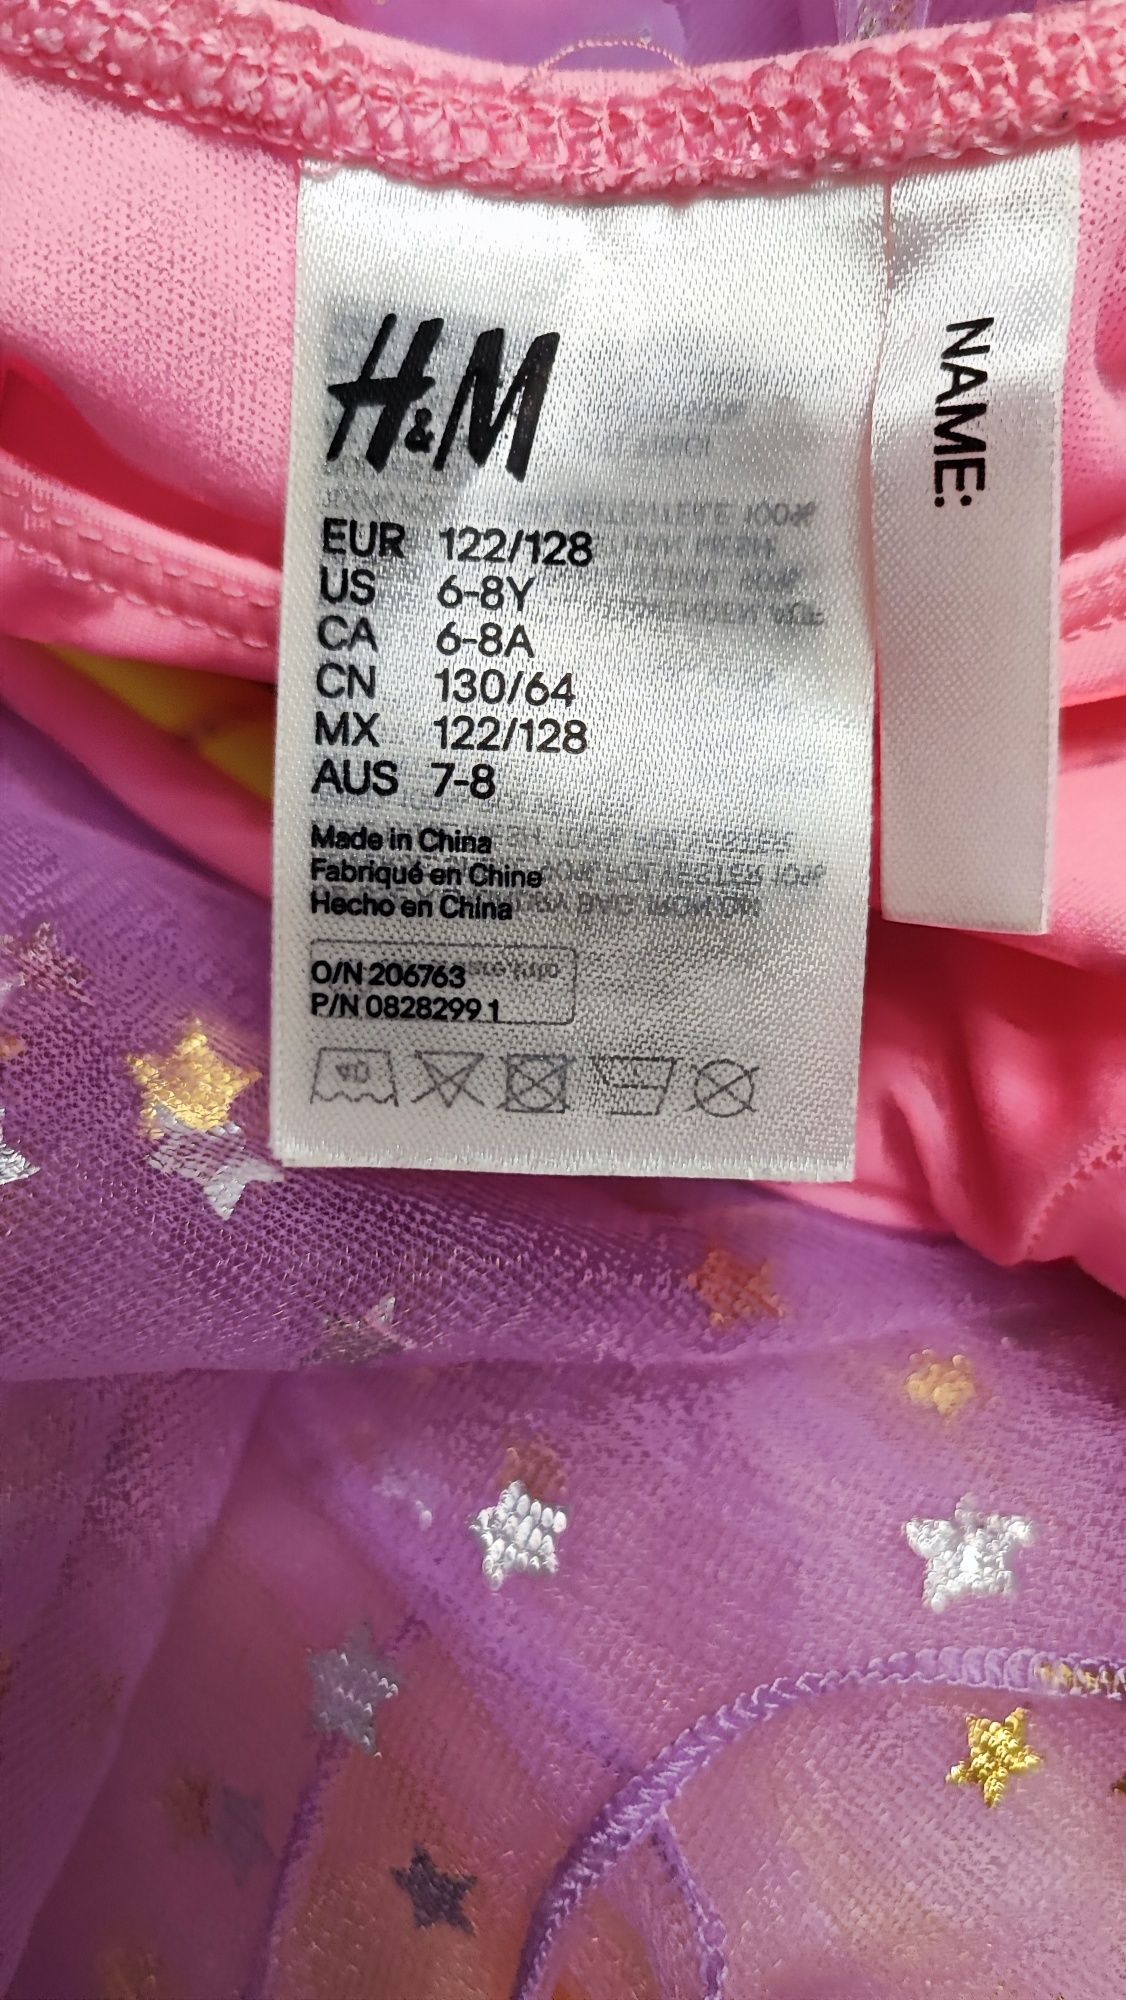 H&M
EUR 122/128
US 6-8Y
CA 6-8A
CN 130/64
MX 122/128
AUS 7-8
Made in China
Fabriqué en Chine
Hecho en China
O/N 206763
P/N 0828299 1
NAME: